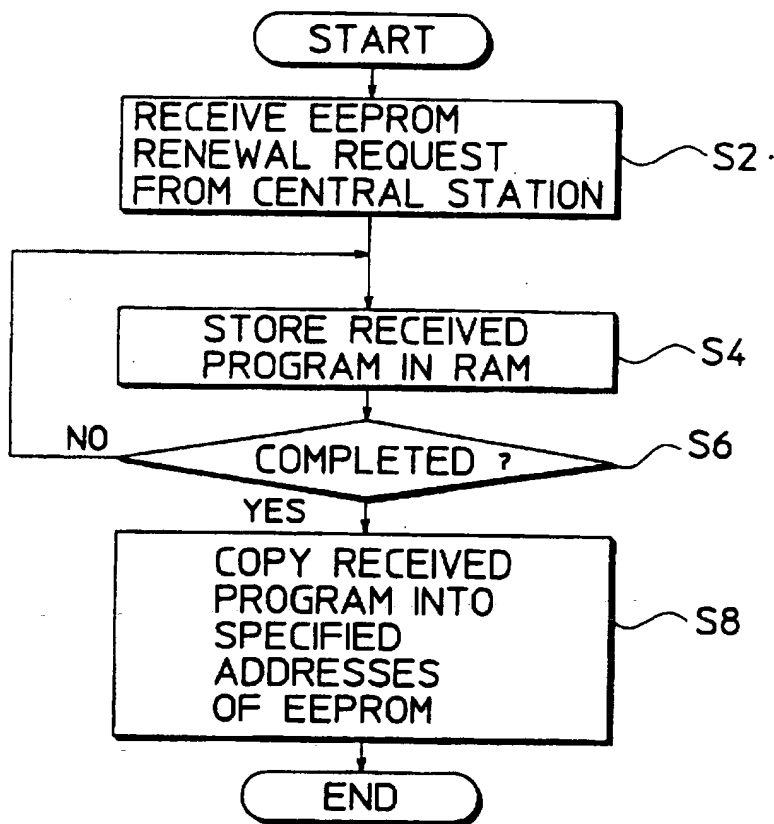 START
RECEIVE EEPROM
RENEWAL REQUEST
FROM CENTRAL STATION
S2
STORE RECEIVED
PROGRAM IN RAM
S4
NO
COMPLETED ?
S6
YES
COPY RECEIVED
PROGRAM INTO
SPECIFIED
ADDRESSES
OF EEPROM
S8
END